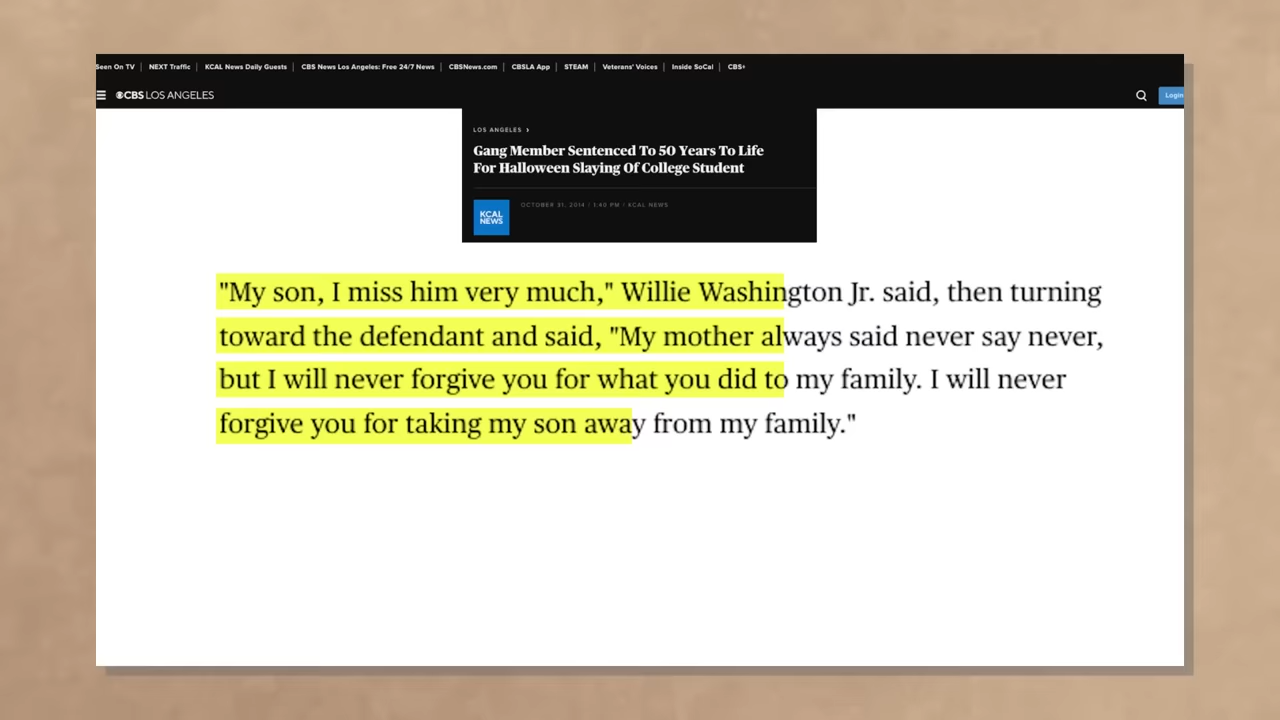 Seen On TV | NEXT Traffic | KCAL News Daily Guests | CBS News Los Angeles: Free 24/7 News | CBSNews.com | CBSLA App | STEAM | Veterans' Voices | Inside SoCal | CBS+
CBS LOS ANGELES Login
LOS ANGELES ›
Gang Member Sentenced To 50 Years To Life
For Halloween Slaying Of College Student
KCAL
NEWS
OCTOBER 31, 2014 / 1:40 PM / KCAL NEWS
"My son, I miss him very much," Willie Washington Jr. said, then turning
toward the defendant and said, "My mother always said never say never,
but I will never forgive you for what you did to my family. I will never
forgive you for taking my son away from my family."